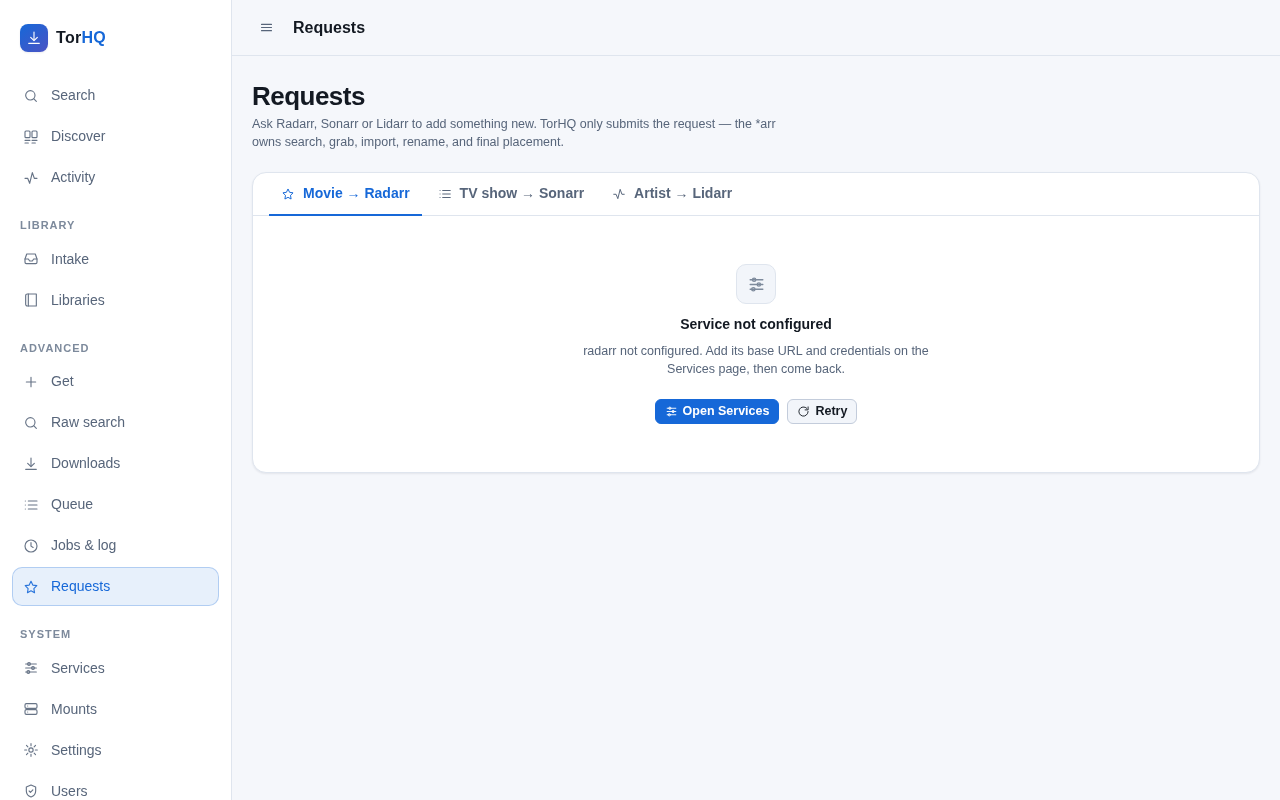 TorHQ
Search
Discover
Activity
LIBRARY
Intake
Libraries
ADVANCED
Get
Raw search
Downloads
Queue
Jobs & log
Requests
SYSTEM
Services
Mounts
Settings
Users
Requests
Requests
Ask Radarr, Sonarr or Lidarr to add something new. TorHQ only submits the request — the *arr
owns search, grab, import, rename, and final placement.
Movie → Radarr TV show → Sonarr Artist → Lidarr
Service not configured
radarr not configured. Add its base URL and credentials on the
Services page, then come back.
Open Services Retry